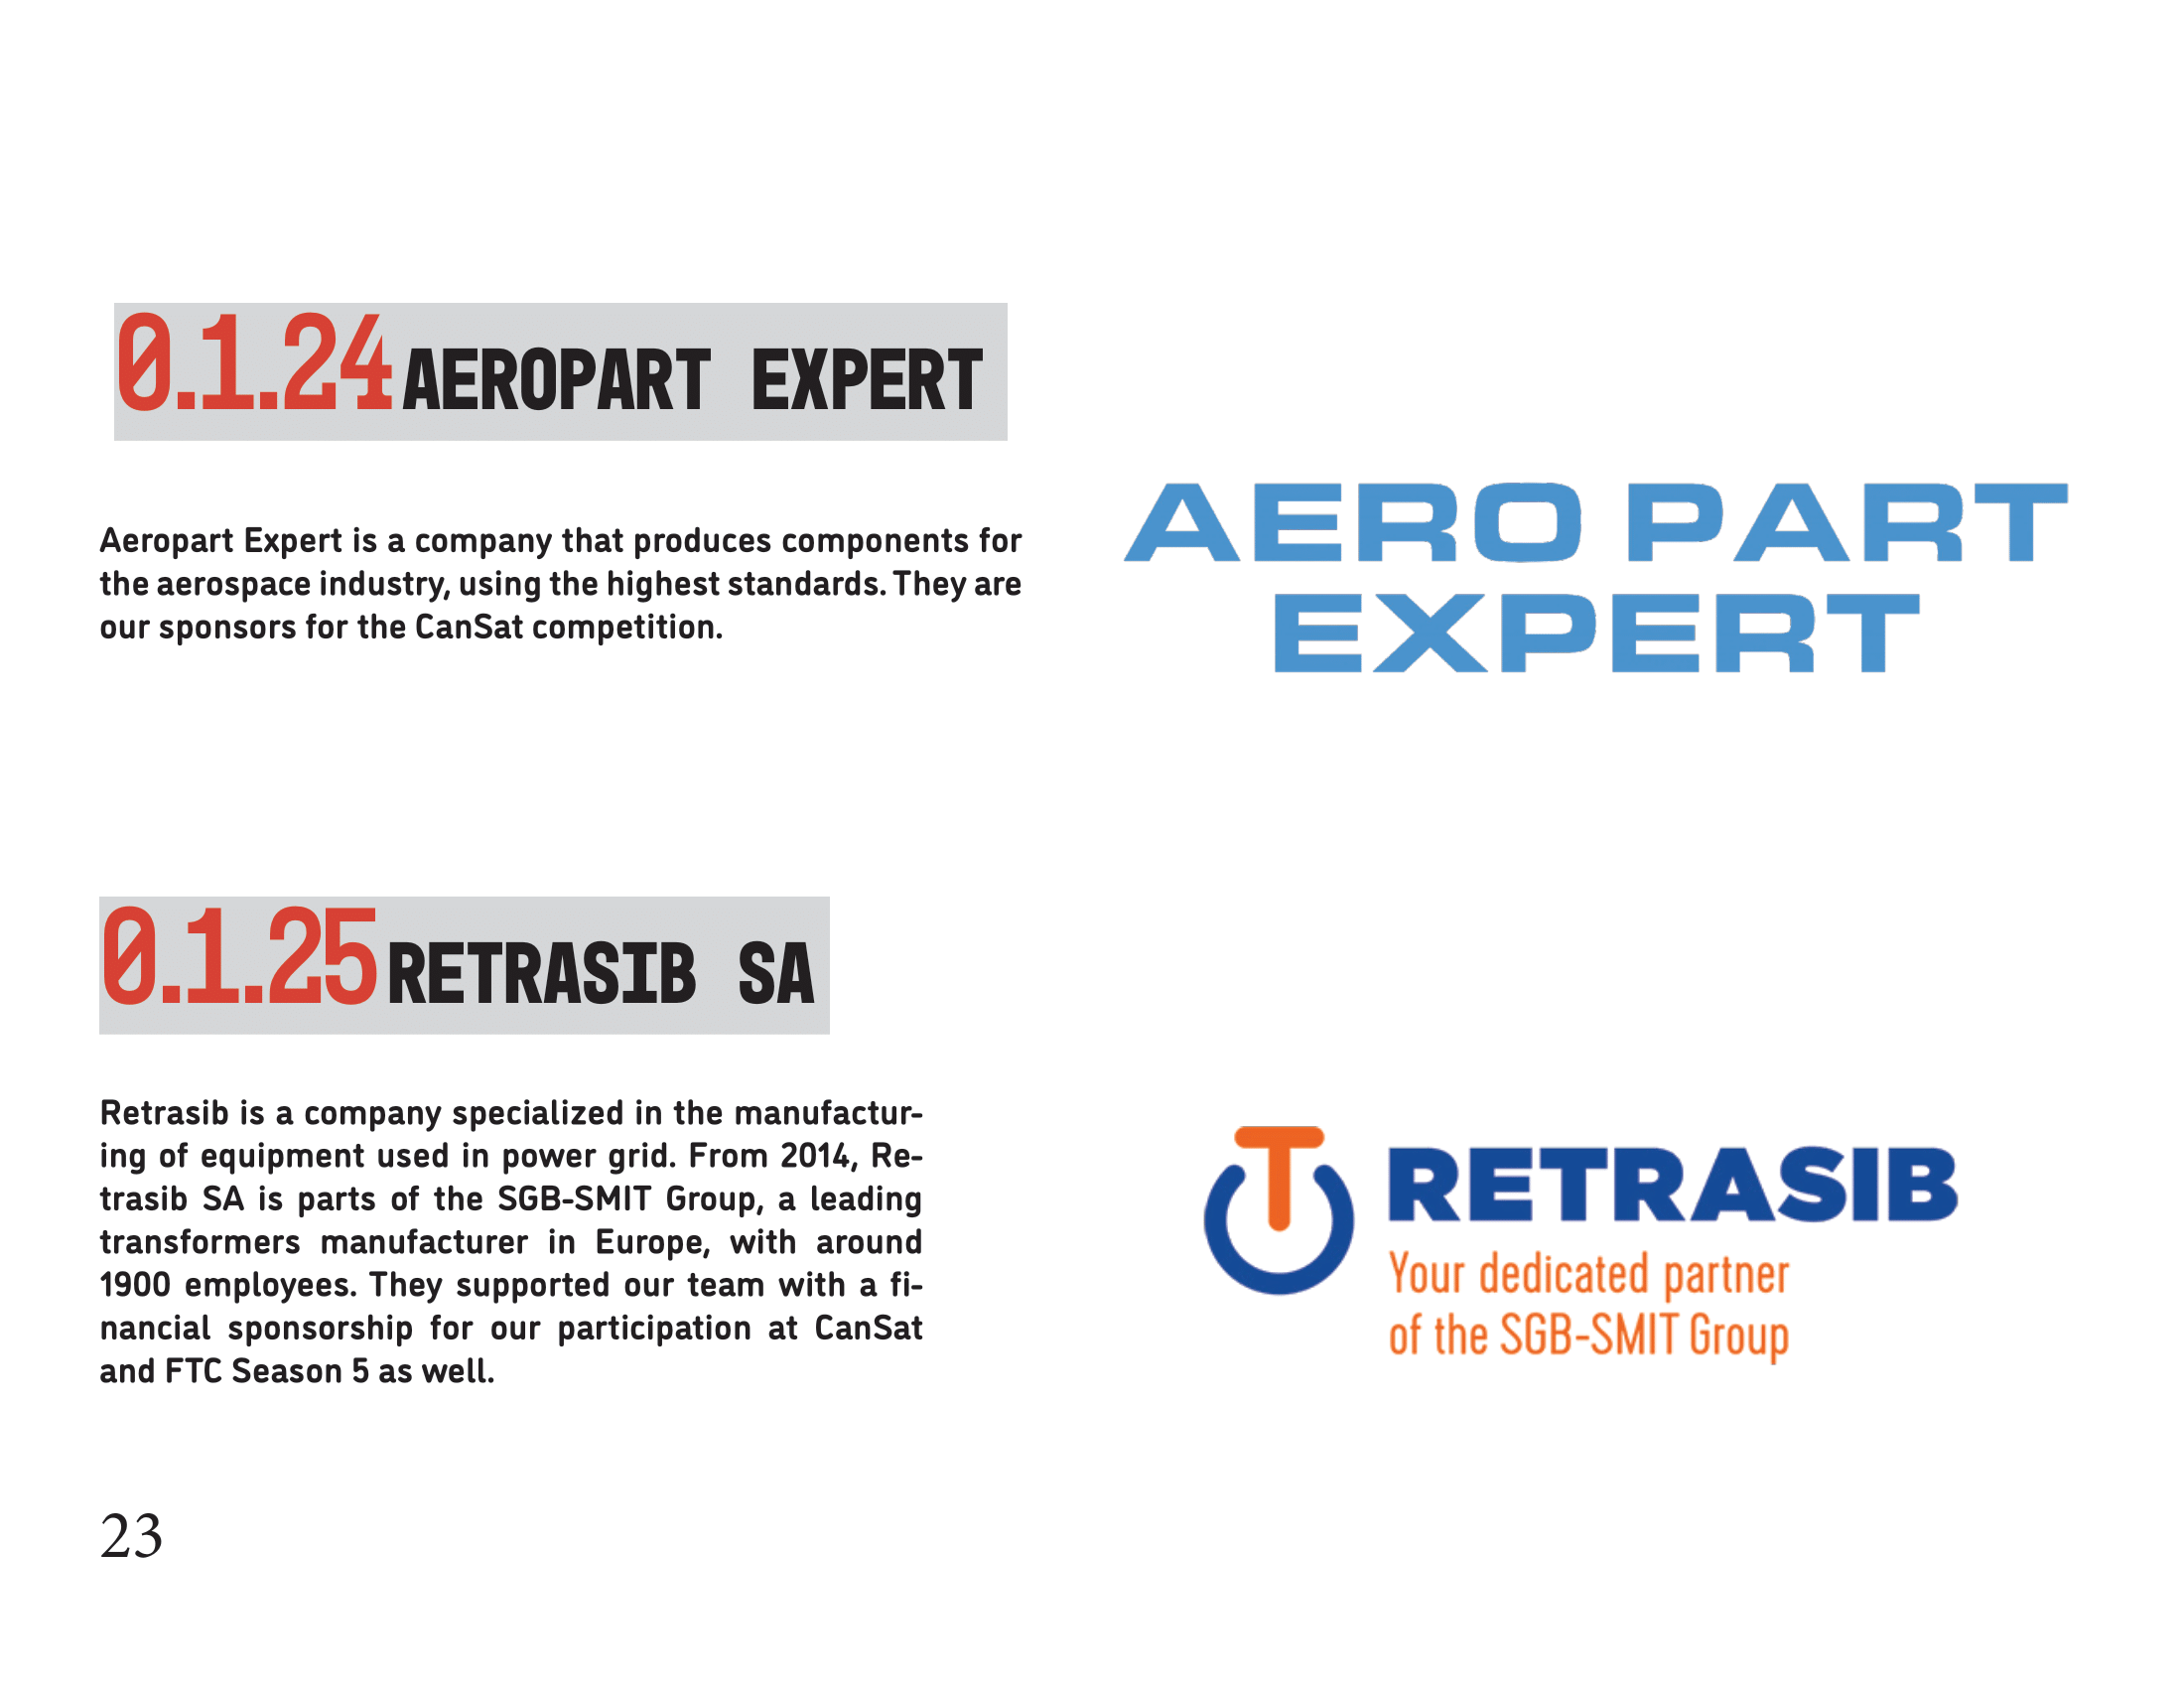 0.1.24 AEROPART EXPERT
Aeropart Expert is a company that produces components for
the aerospace industry, using the highest standards. They are
our sponsors for the CanSat competition.
AERO PART
EXPERT
0.1.25 RETRASIB SA
Retrasib is a company specialized in the manufactur-
ing of equipment used in power grid. From 2014, Re-
trasib SA is parts of the SGB-SMIT Group, a leading
transformers manufacturer in Europe, with around
1900 employees. They supported our team with a fi-
nancial sponsorship for our participation at CanSat
and FTC Season 5 as well.
RETRASIB
Your dedicated partner
of the SGB-SMIT Group
23